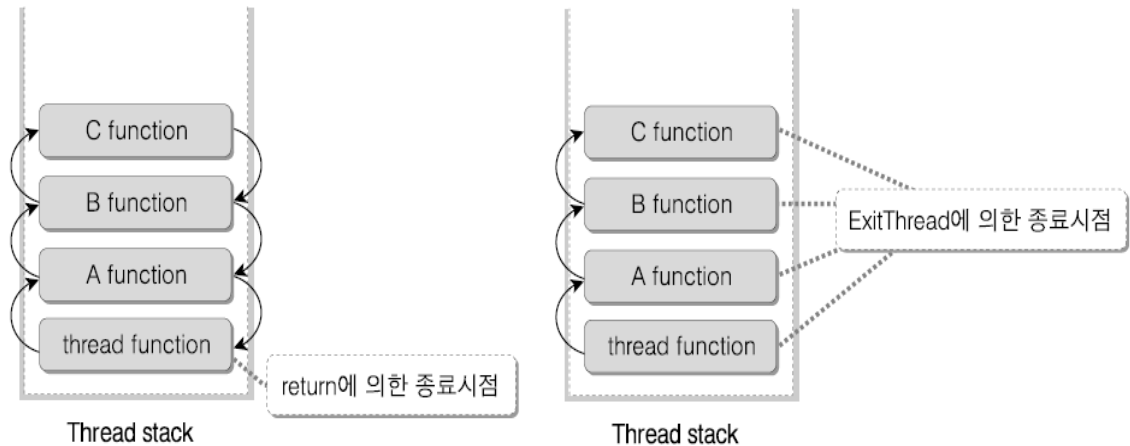 C function
B function
A function
thread function
return에 의한 종료시점
Thread stack
C function
B function
A function
thread function
ExitThread에 의한 종료시점
Thread stack